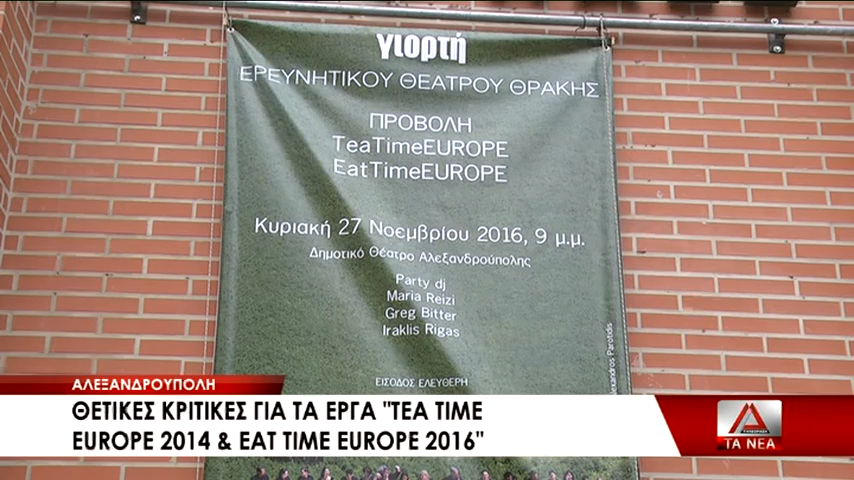 γιορτή
ΕΡΕΥΝΗΤΙΚΟΥ ΘΕΑΤΡΟΥ ΘΡΑΚΗΣ
ΠΡΟΒΟΛΗ
TeaTimeEUROPE
EatTimeEUROPE
Κυριακή 27 Νοεμβρίου 2016, 9 μ.μ.
Δημοτικό Θέατρο Αλεξανδρούπολης
Party dj
Maria Reizi
Greg Bitter
Iraklis Rigas
ΕΙΣΟΔΟΣ ΕΛΕΥΘΕΡΗ
ΑΛΕΞΑΝΔΡΟΥΠΟΛΗ
ΘΕΤΙΚΕΣ ΚΡΙΤΙΚΕΣ ΓΙΑ ΤΑ ΕΡΓΑ "TEA TIME
EUROPE 2014 & EAT TIME EUROPE 2016"
ΤΑ ΝΕΑ